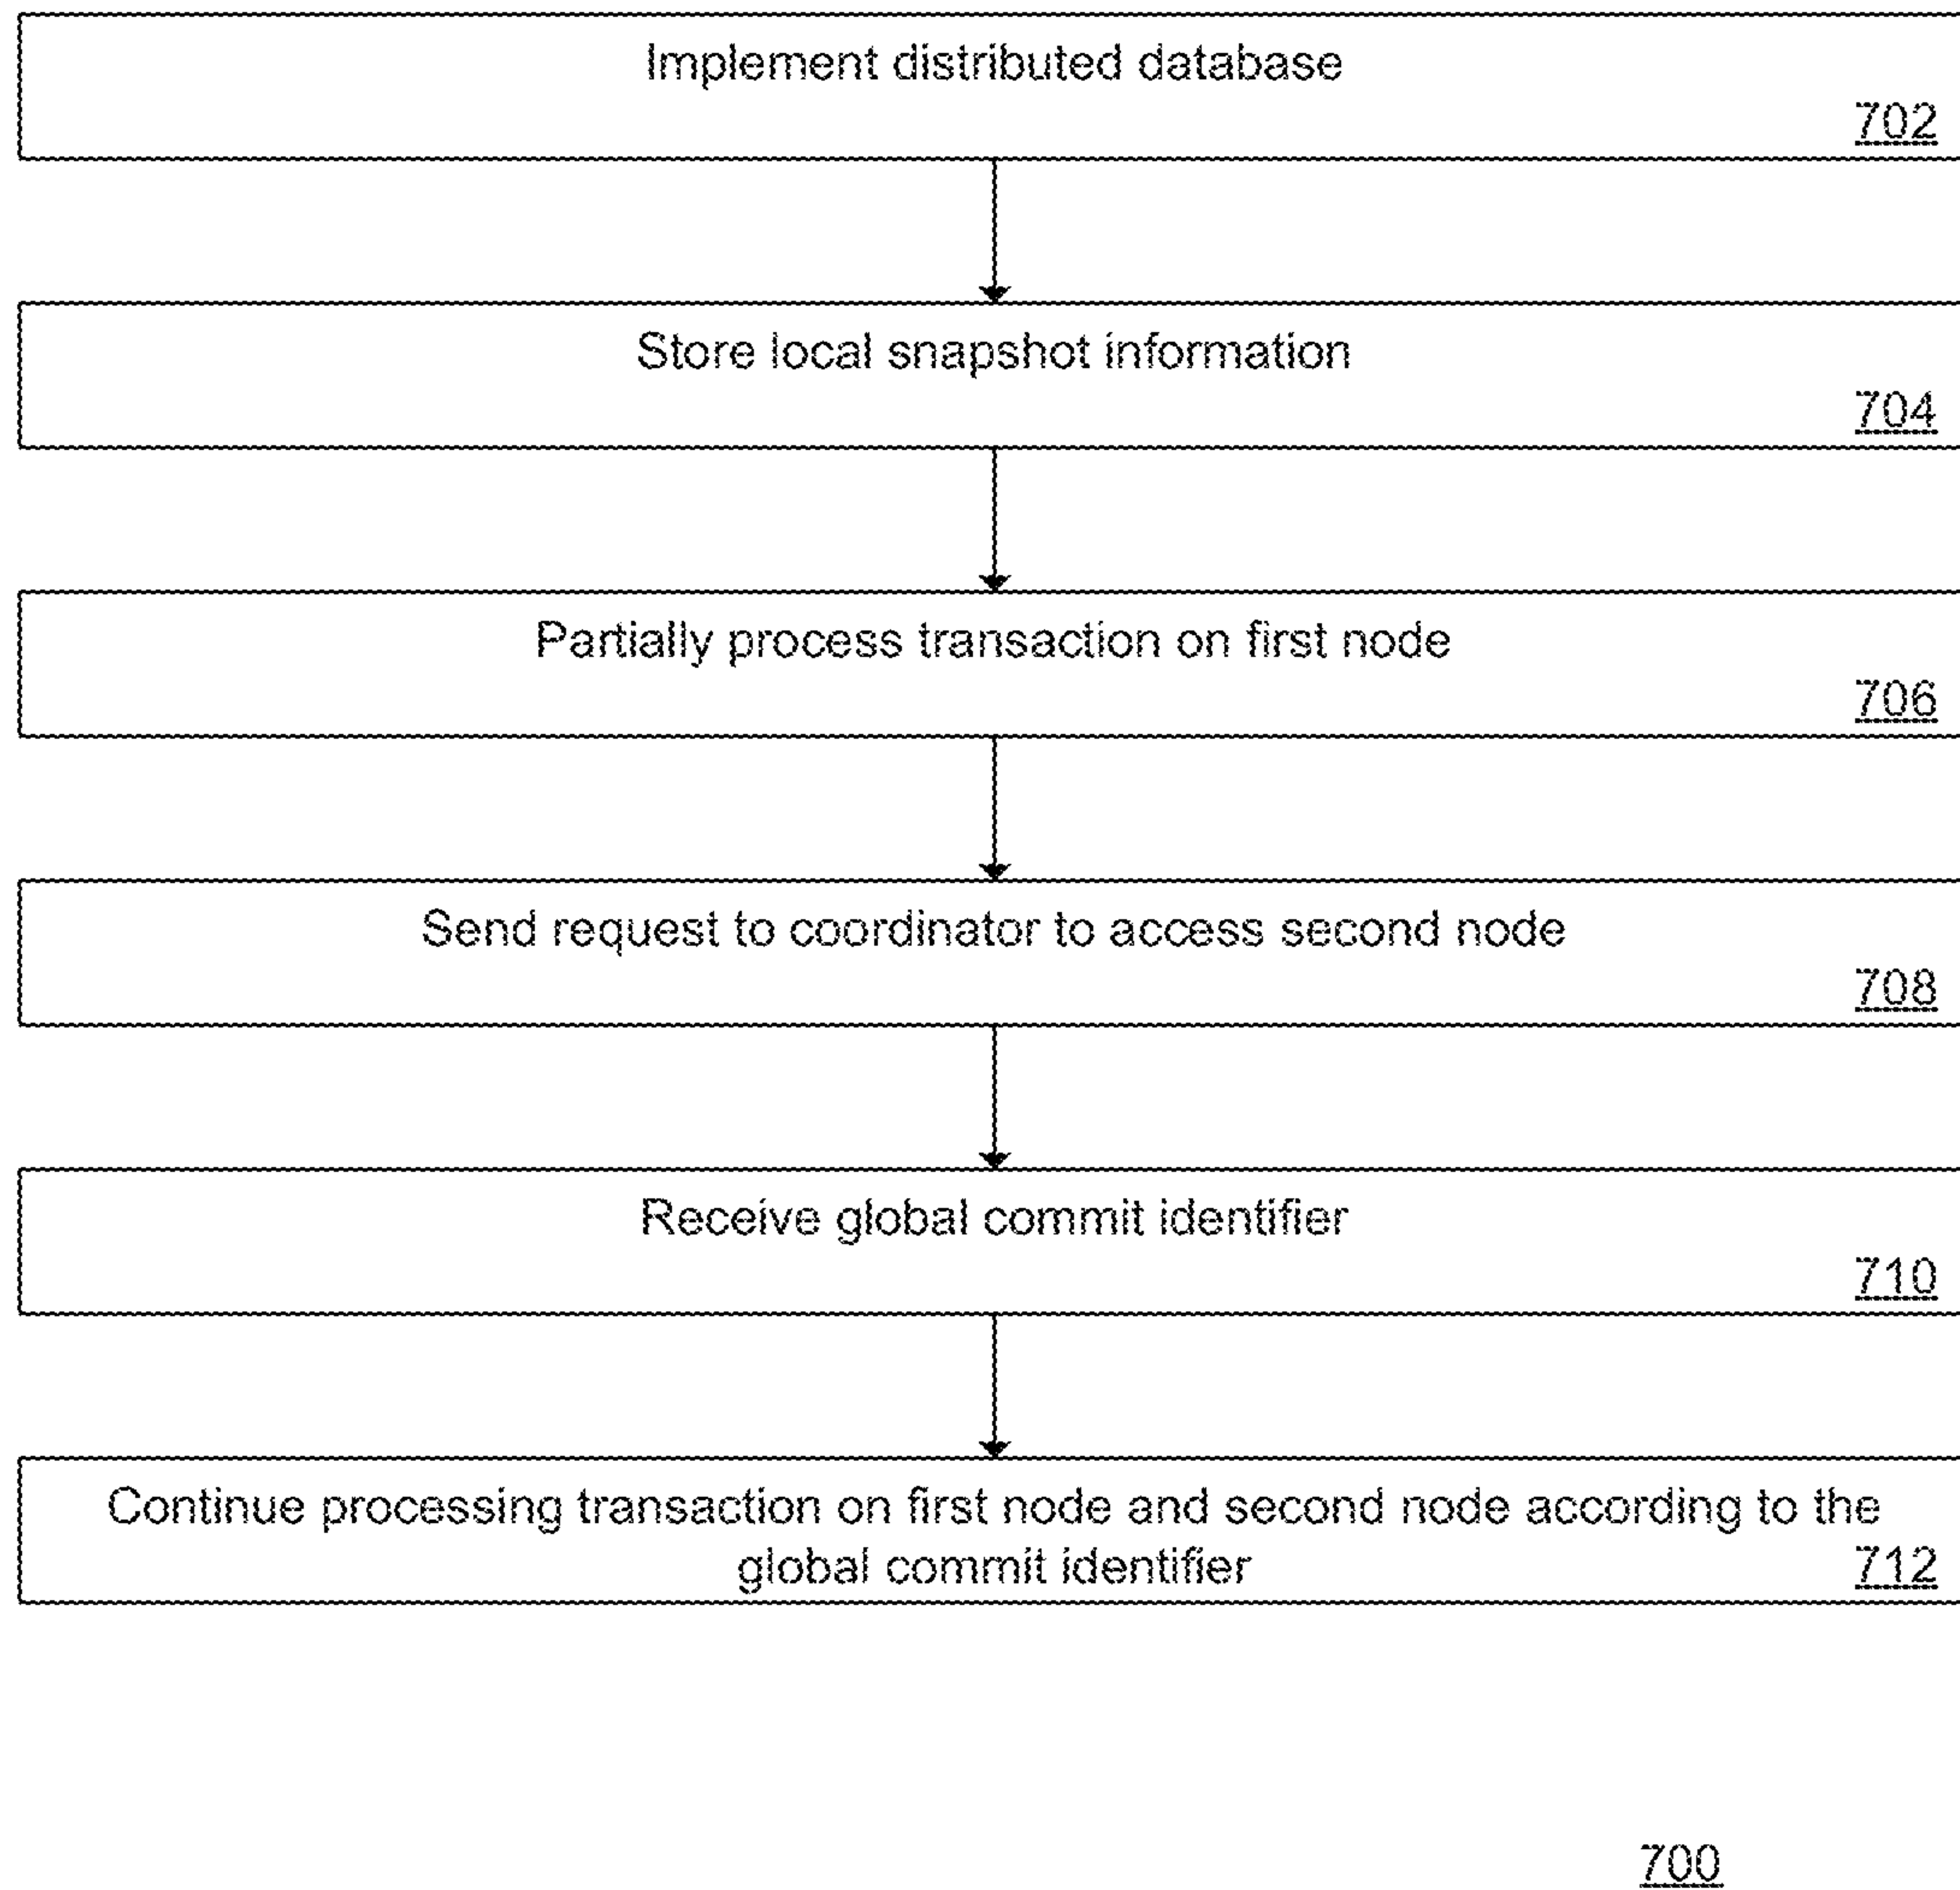 Implement distributed database
702
Store local snapshot information
704
Partially process transaction on first node
706
Send request to coordinator to access second node
708
Receive global commit identifier
710
Continue processing transaction on first node and second node according to the
global commit identifier
712
700